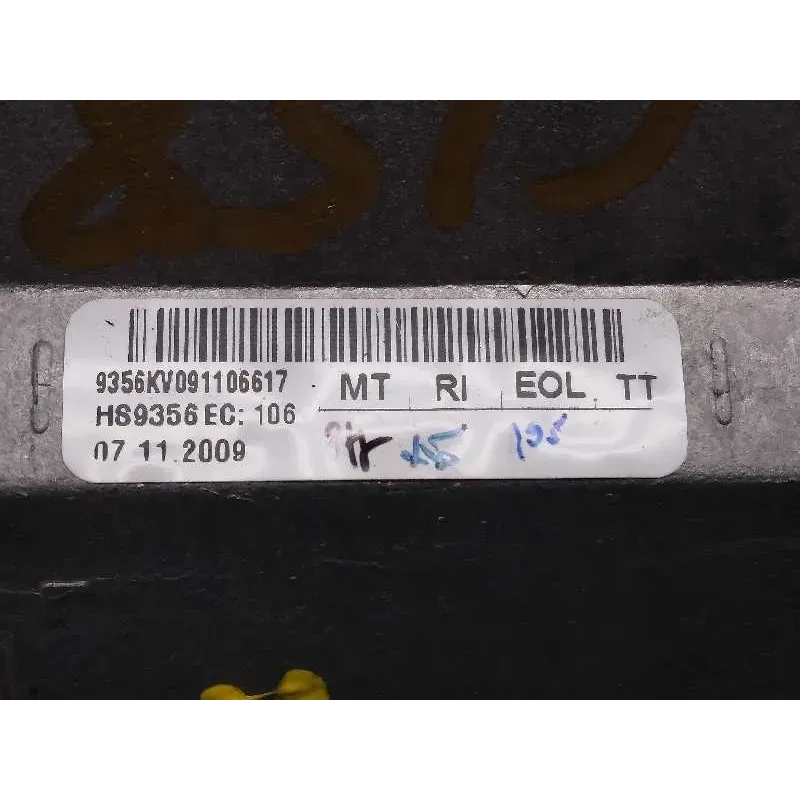 9356KV091106617 MT RI EOL TT
HS9356 EC: 106
07.11.2009